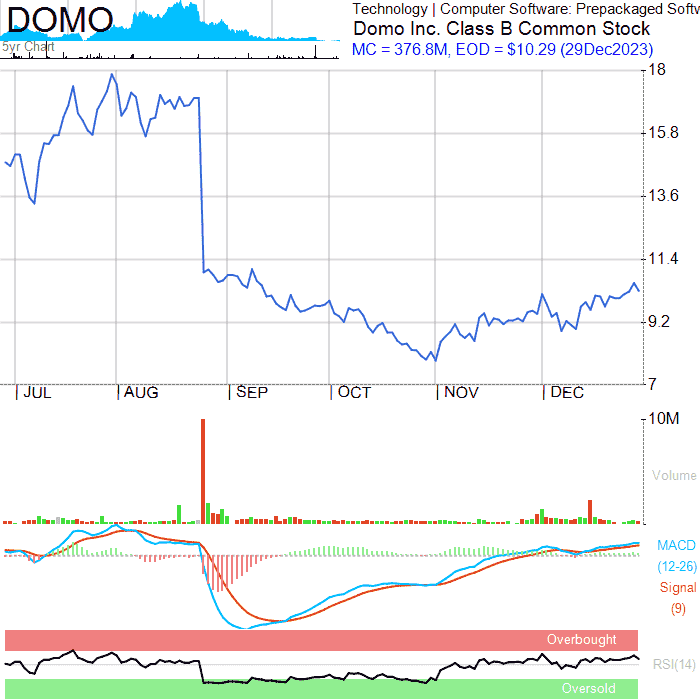 DOMO
5yr Chart
Technology | Computer Software: Prepackaged Softw
Domo Inc. Class B Common Stock
MC = 376.8M, EOD = $10.29 (29Dec2023)
18
15.8
13.6
11.4
9.2
7
JUL AUG SEP OCT NOV DEC
10M
Volume
MACD
(12-26)
Signal
(9)
Overbought
RSI(14)
Oversold